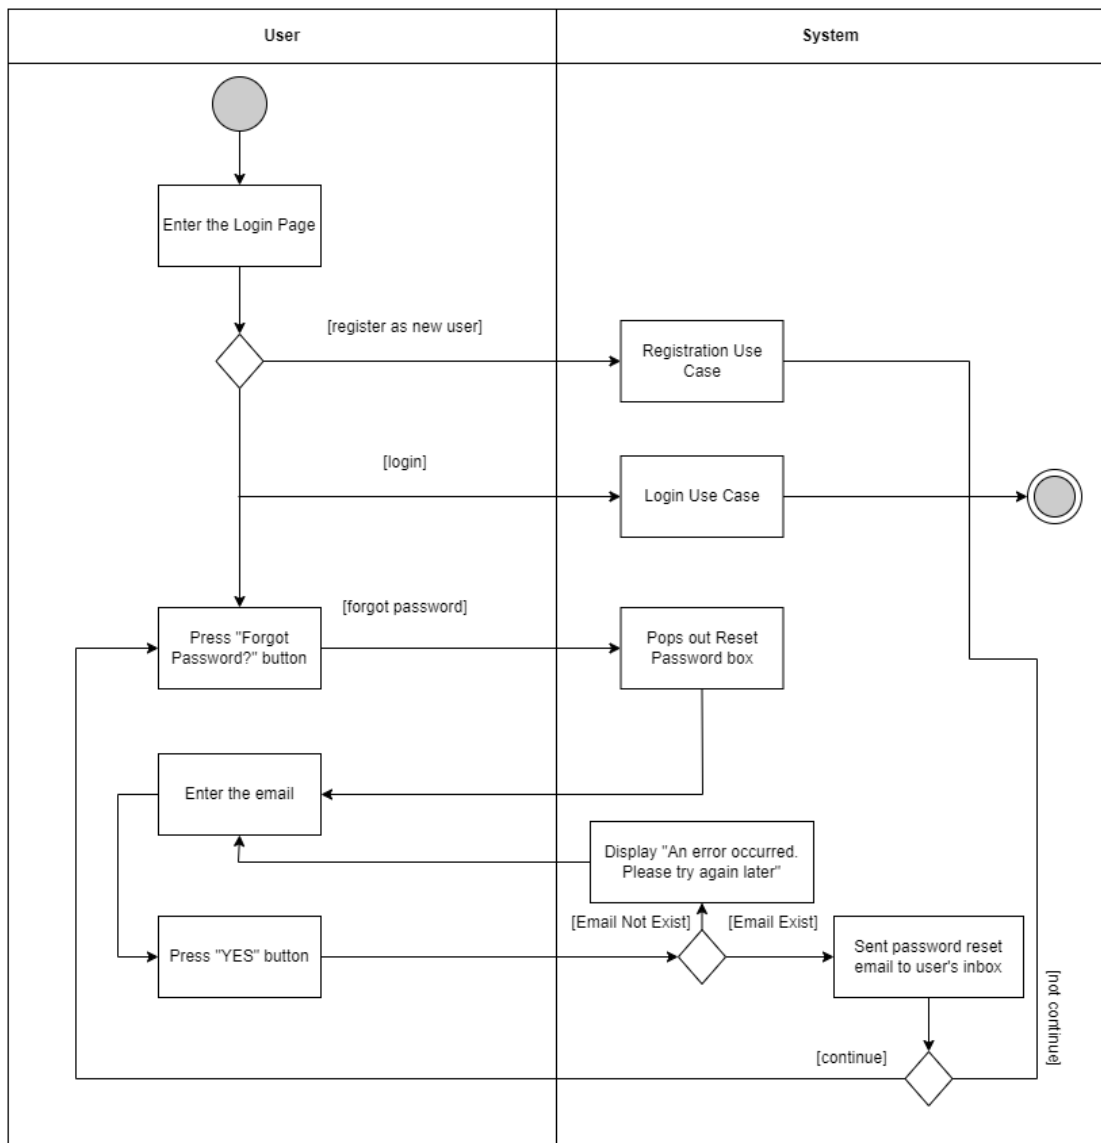 User
System
Enter the Login Page
[register as new user]
Registration Use
Case
[login]
Login Use Case
[forgot password]
Press "Forgot
Password?" button
Pops out Reset
Password box
Enter the email
Display "An error occurred.
Please try again later"
[Email Not Exist]
[Email Exist]
Press "YES" button
Sent password reset
email to user's inbox
[not continue]
[continue]